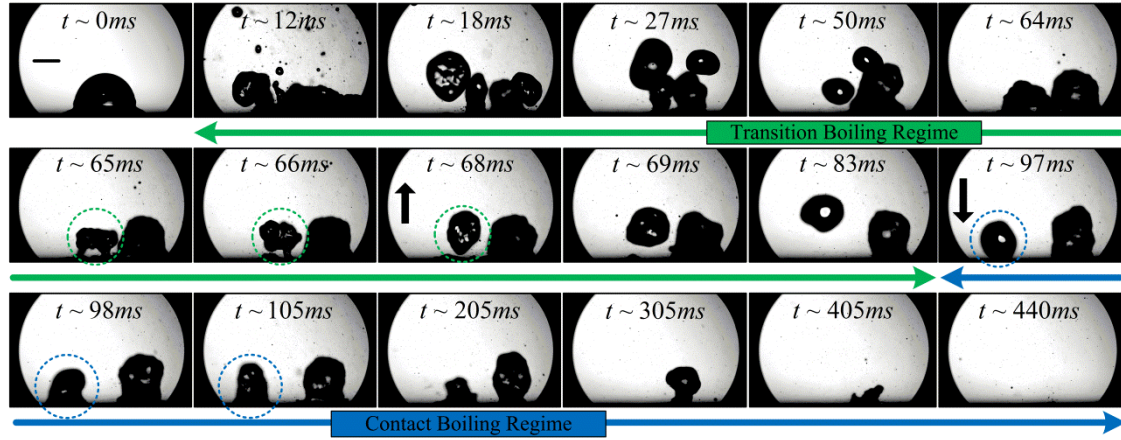 t ~ 0ms
t ~ 12ms
t ~ 18ms
t ~ 27ms
t ~ 50ms
t ~ 64ms
Transition Boiling Regime
t ~ 65ms
t ~ 66ms
t ~ 68ms
t ~ 69ms
t ~ 83ms
t ~ 97ms
t ~ 98ms
t ~ 105ms
t ~ 205ms
t ~ 305ms
t ~ 405ms
t ~ 440ms
Contact Boiling Regime